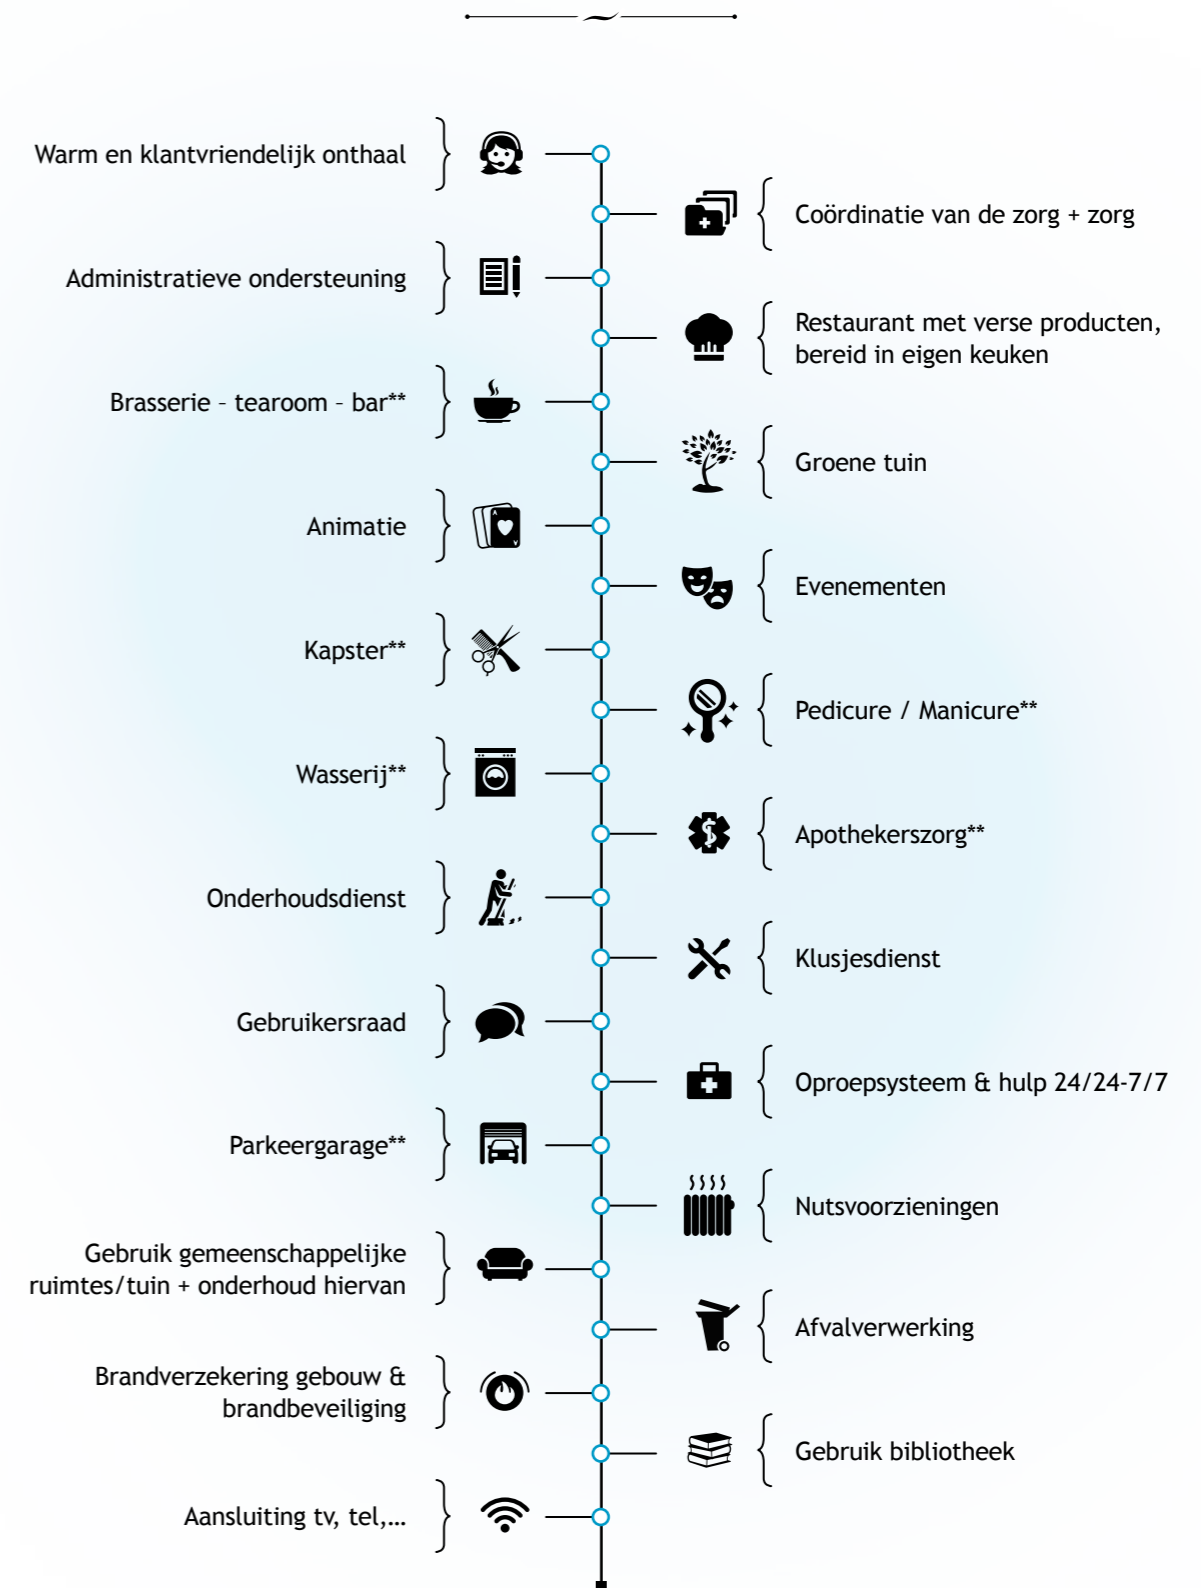 Warm en klantvriendelijk onthaal
Coördinatie van de zorg + zorg
Administratieve ondersteuning
Restaurant met verse producten,
bereid in eigen keuken
Brasserie - tearoom - bar**
Groene tuin
Animatie
Evenementen
Kapster**
Pedicure / Manicure**
Wasserij**
Apothekerszorg**
Onderhoudsdienst
Klusjesdienst
Gebruikersraad
Oproepsysteem & hulp 24/24-7/7
Parkeergarage**
Nutsvoorzieningen
Gebruik gemeenschappelijke
ruimtes/tuin + onderhoud hiervan
Afvalverwerking
Brandverzekering gebouw &
brandbeveiliging
Gebruik bibliotheek
Aansluiting tv, tel,...